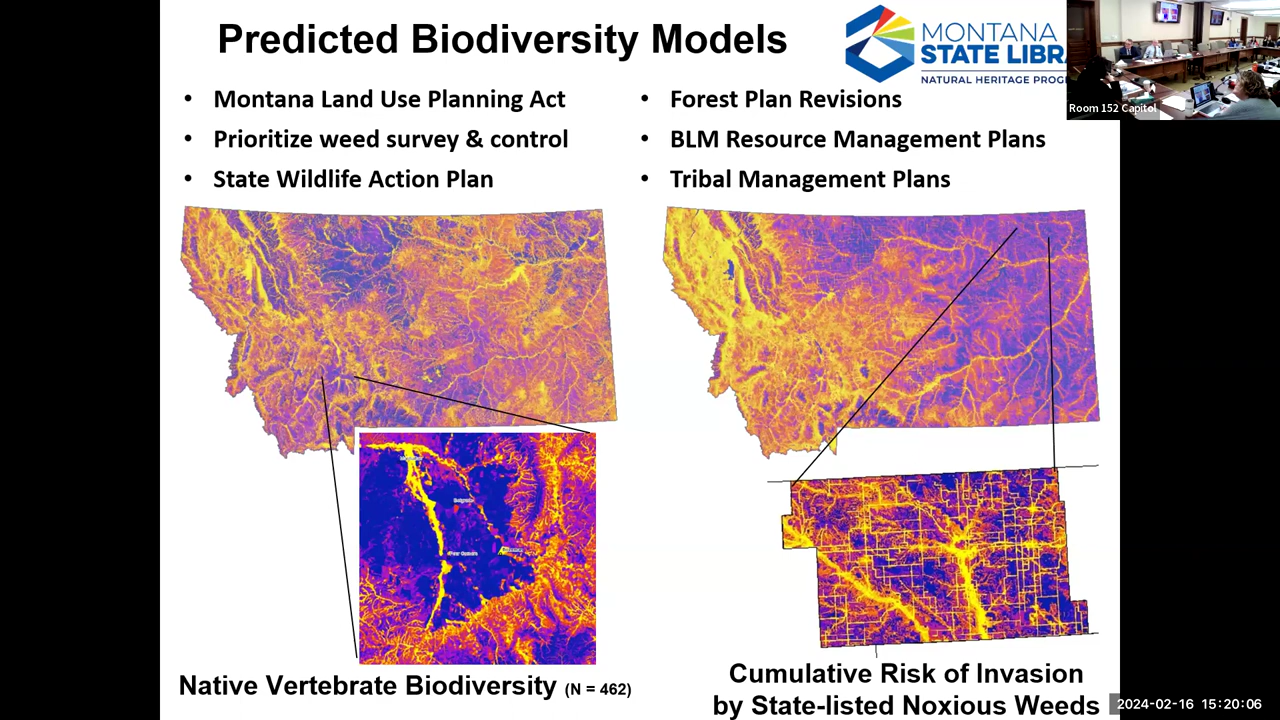 Predicted Biodiversity Models
MONTANA
STATE LIBRA
NATURAL HERITAGE PROG
Room 152 Capitol
• Montana Land Use Planning Act
• Prioritize weed survey & control
• State Wildlife Action Plan
• Forest Plan Revisions
• BLM Resource Management Plans
• Tribal Management Plans
Native Vertebrate Biodiversity (N = 462)
Cumulative Risk of Invasion
by State-listed Noxious Weeds
2024-02-16 15:20:06